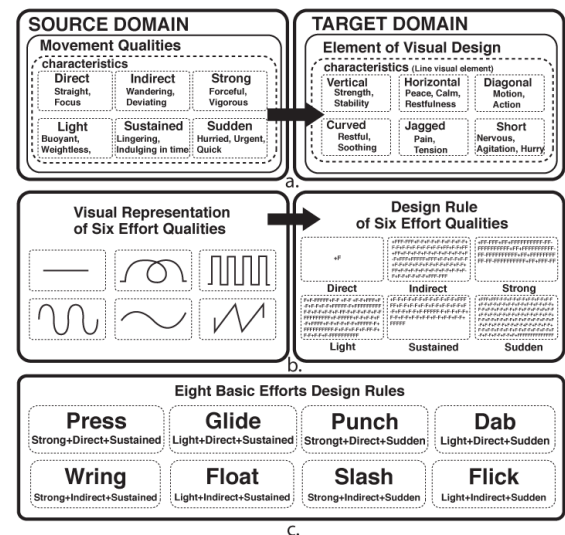 SOURCE DOMAIN
Movement Qualities
characteristics
Direct
Straight,
Focus
Indirect
Wandering,
Deviating
Strong
Forceful,
Vigorous
Light
Buoyant,
Weightless,
Sustained
Lingering,
Indulging in time
Sudden
Hurried, Urgent,
Quick
TARGET DOMAIN
Element of Visual Design
characteristics (Line visual element)
Vertical
Strength,
Stability
Horizontal
Peace, Calm,
Restfulness
Diagonal
Motion,
Action
Curved
Restful,
Soothing
Jagged
Pain,
Tension
Short
Nervous,
Agitation, Hurry
a.
Visual Representation
of Six Effort Qualities
Design Rule
of Six Effort Qualities
+F
Direct
Indirect
Strong
Light
Sustained
Sudden
b.
Eight Basic Efforts Design Rules
Press
Strong+Direct+Sustained
Glide
Light+Direct+Sustained
Punch
Strongt+Direct+Sudden
Dab
Light+Direct+Sudden
Wring
Strong+Indirect+Sustained
Float
Light+Indirect+Sustained
Slash
Strong+Indirect+Sudden
Flick
Light+Indirect+Sudden
c.